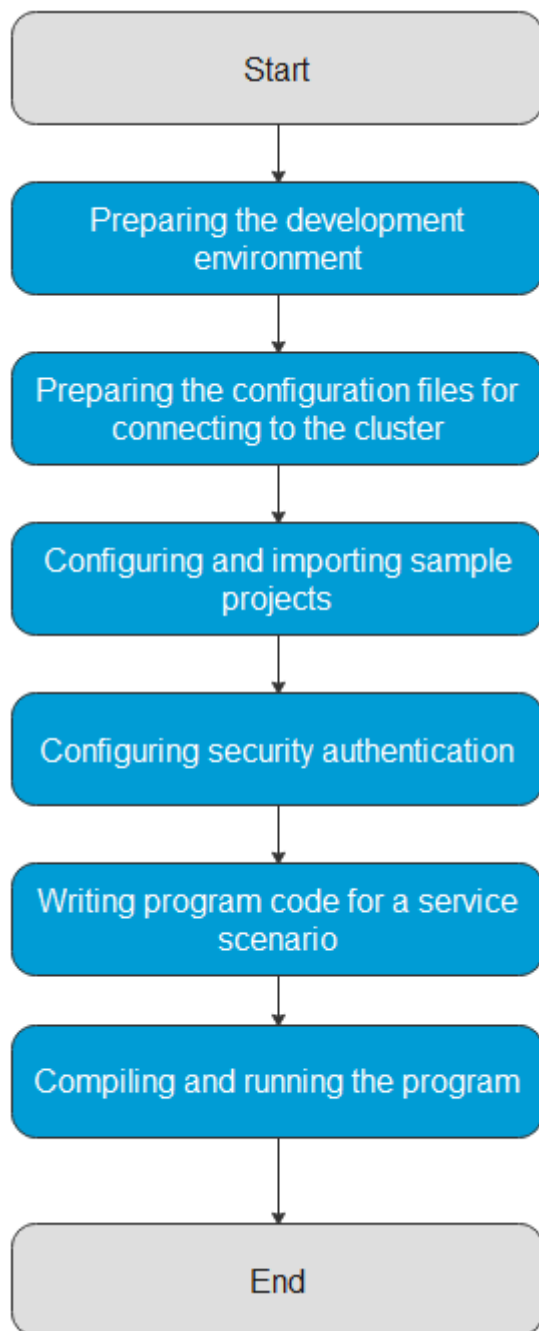 Start
Preparing the development
environment
Preparing the configuration files for
connecting to the cluster
Configuring and importing sample
projects
Configuring security authentication
Writing program code for a service
scenario
Compiling and running the program
End